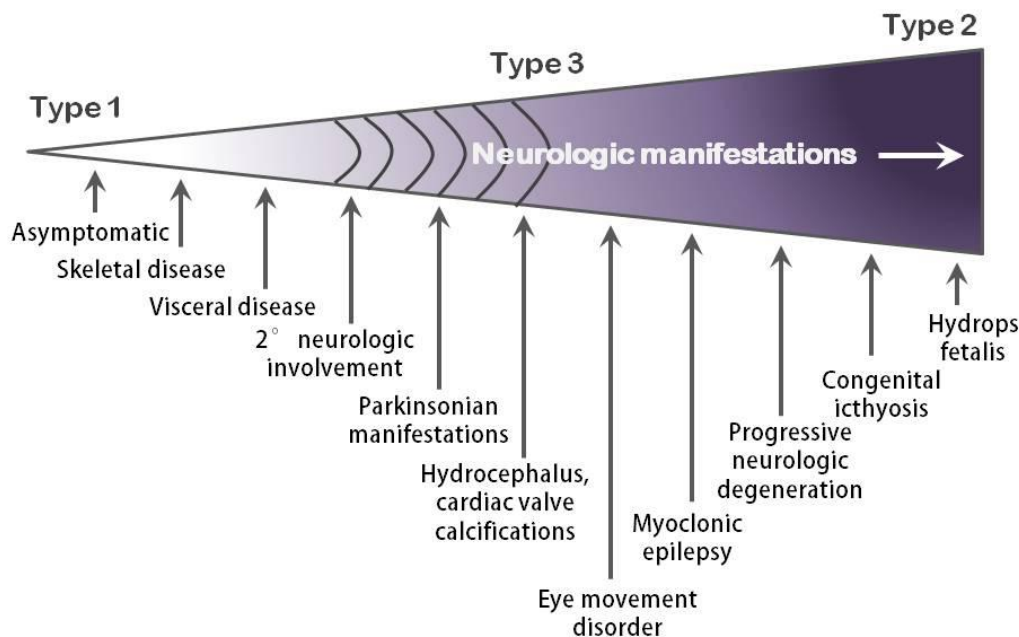 Type 2
Type 3
Type 1
Neurologic manifestations
Asymptomatic
Skeletal disease
Visceral disease
2° neurologic
involvement
Parkinsonian
manifestations
Hydrocephalus,
cardiac valve
calcifications
Eye movement
disorder
Myoclonic
epilepsy
Progressive
neurologic
degeneration
Congenital
icthyosis
Hydrops
fetalis